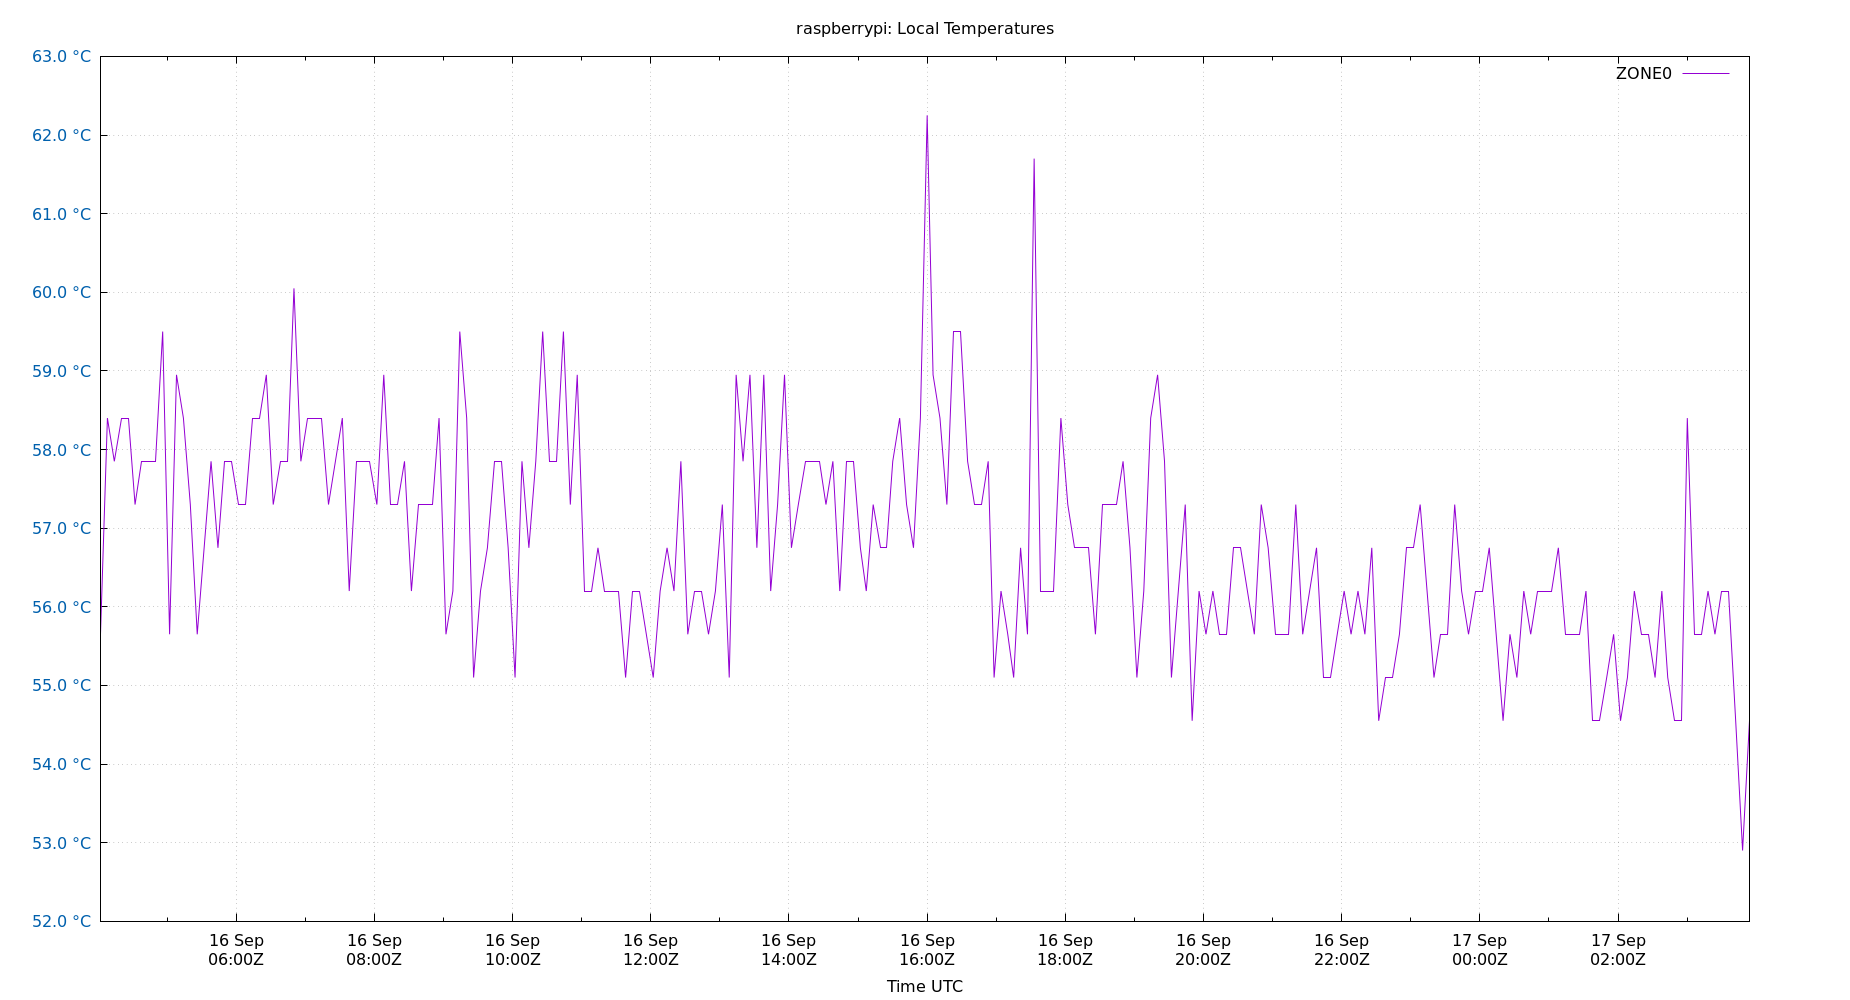 raspberrypi: Local Temperatures
63.0 °C
ZONE0
62.0 °C
61.0 °C
60.0 °C
59.0 °C
58.0 °C
57.0 °C
56.0 °C
55.0 °C
54.0 °C
53.0 °C
52.0 °C
16 Sep 16 Sep 16 Sep 16 Sep 16 Sep 16 Sep 16 Sep 16 Sep 16 Sep 17 Sep 17 Sep
06:00Z 08:00Z 10:00Z 12:00Z 14:00Z 16:00Z 18:00Z 20:00Z 22:00Z 00:00Z 02:00Z
Time UTC